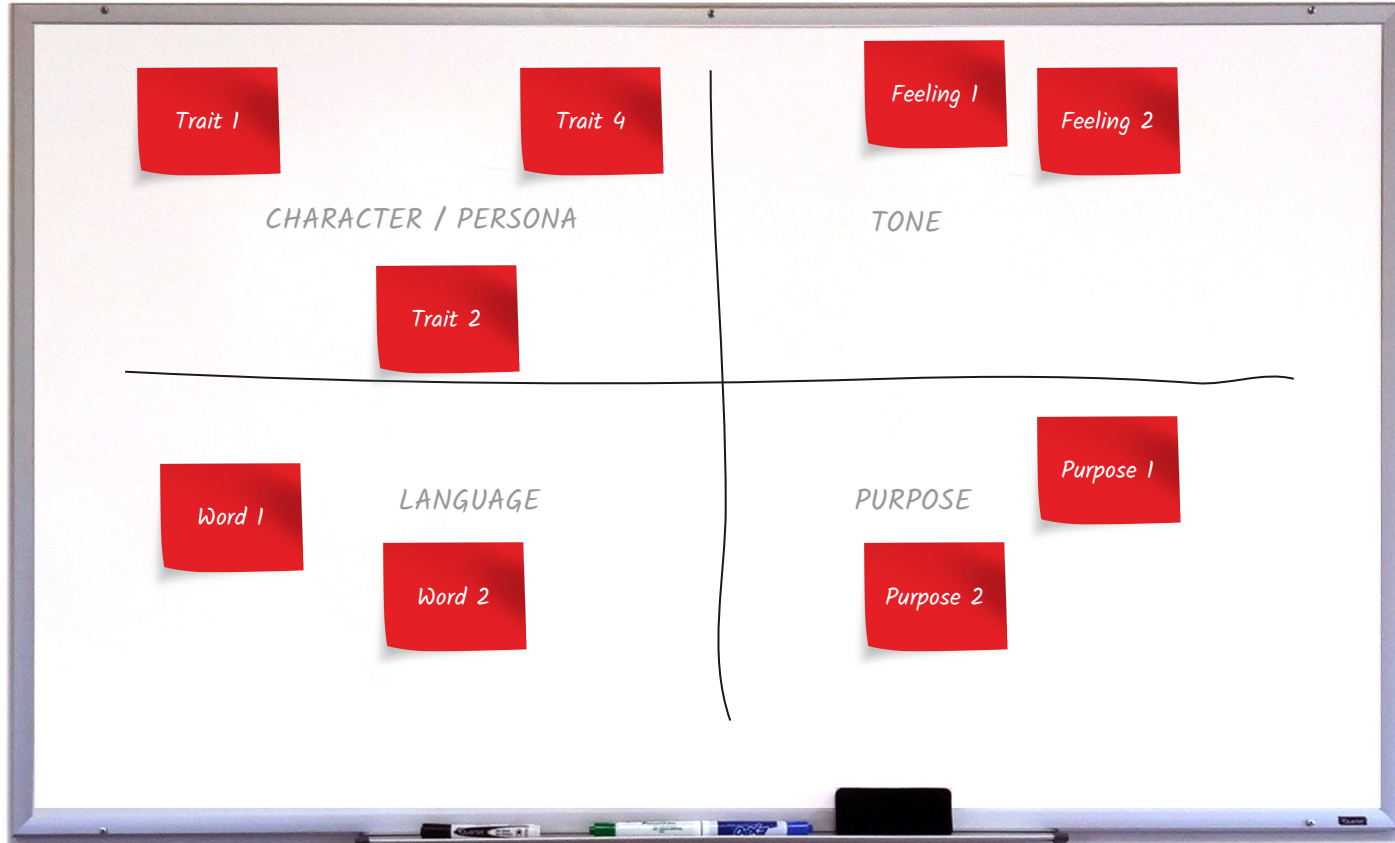 Trait 1
Trait 4
CHARACTER / PERSONA
Trait 2
Feeling 1
Feeling 2
TONE
Word 1
LANGUAGE
Word 2
PURPOSE
Purpose 1
Purpose 2
Quartet